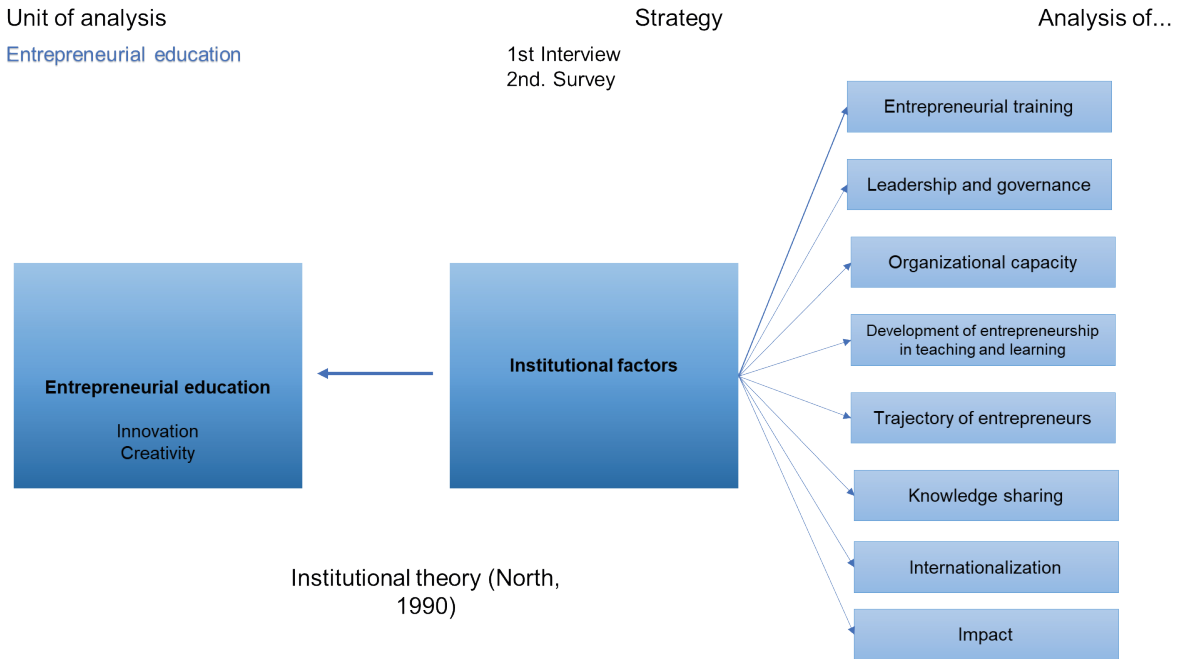 Unit of analysis
Strategy
Analysis of...
Entrepreneurial education
1st Interview
2nd. Survey
Entrepreneurial training
Leadership and governance
Organizational capacity
Development of entrepreneurship
in teaching and learning
Trajectory of entrepreneurs
Knowledge sharing
Internationalization
Impact
Institutional factors
Entrepreneurial education
Innovation
Creativity
Institutional theory (North,
1990)